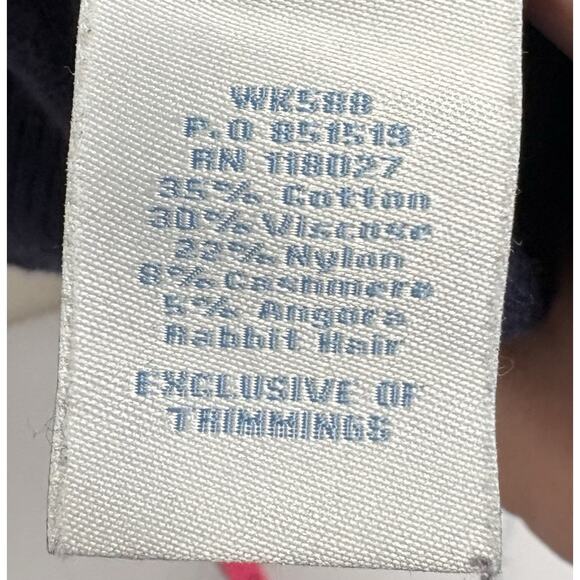 WK588
P.O 851519
RN 118027
35% Cotton
30% Viscose
22% Nylon
8% Cashmere
5% Angora
Rabbit Hair
EXCLUSIVE OF
TRIMMINGS